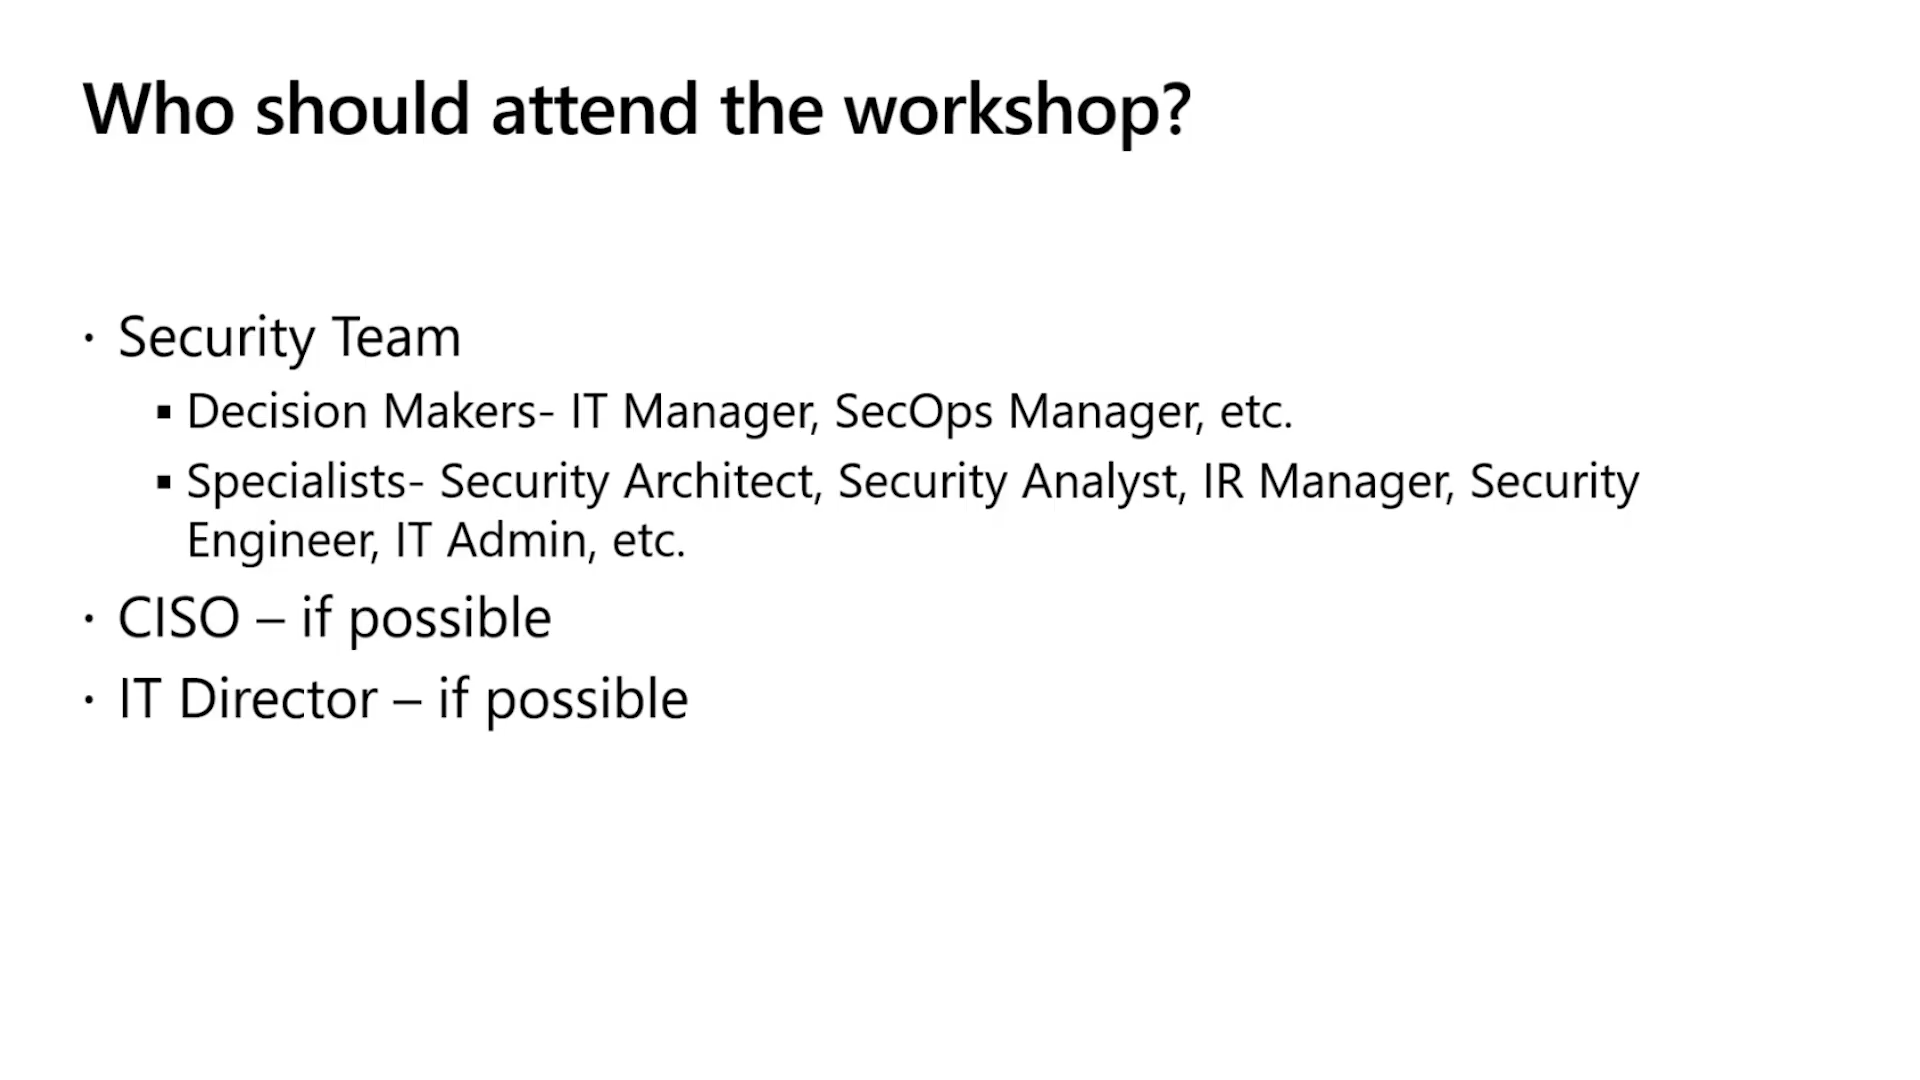 Who should attend the workshop?
· Security Team
▪ Decision Makers- IT Manager, SecOps Manager, etc.
▪ Specialists- Security Architect, Security Analyst, IR Manager, Security
Engineer, IT Admin, etc.
· CISO – if possible
· IT Director – if possible